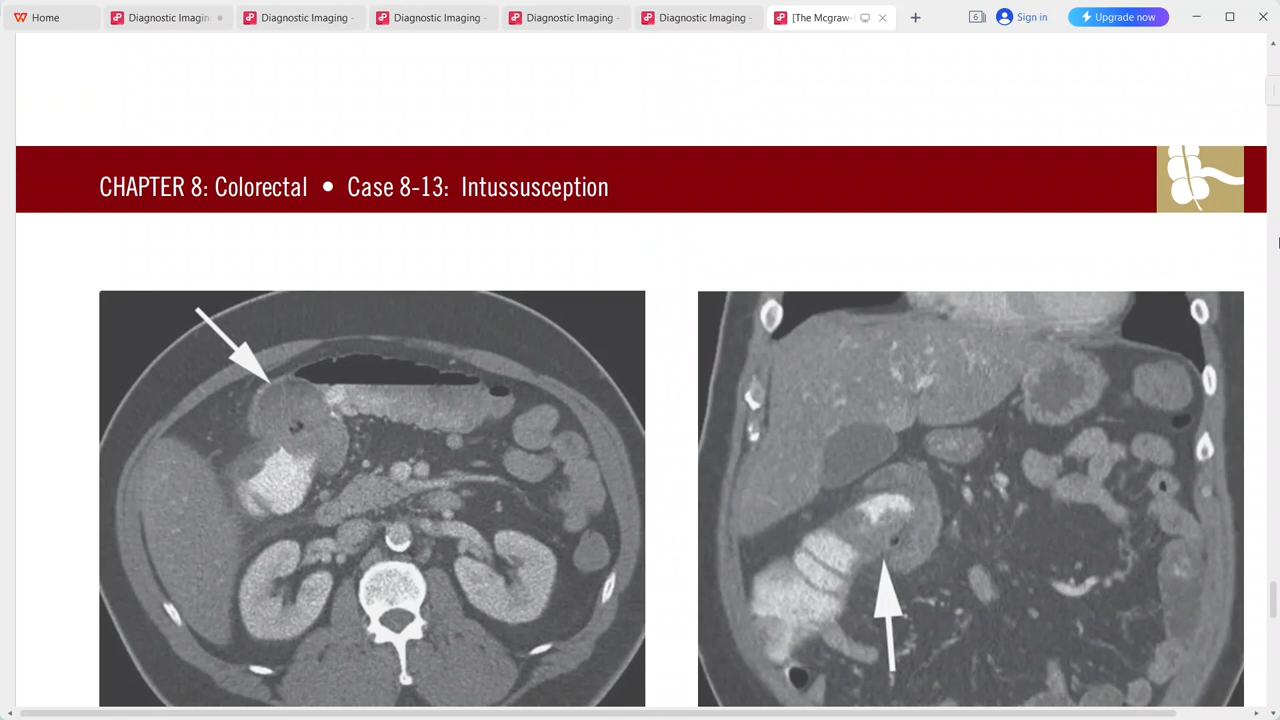 Home
Diagnostic Imaging
Diagnostic Imaging -
Diagnostic Imaging -
Diagnostic Imaging -
Diagnostic Imaging -
[The Mcgraw-
6
Sign in
Upgrade now
CHAPTER 8: Colorectal • Case 8-13: Intussusception